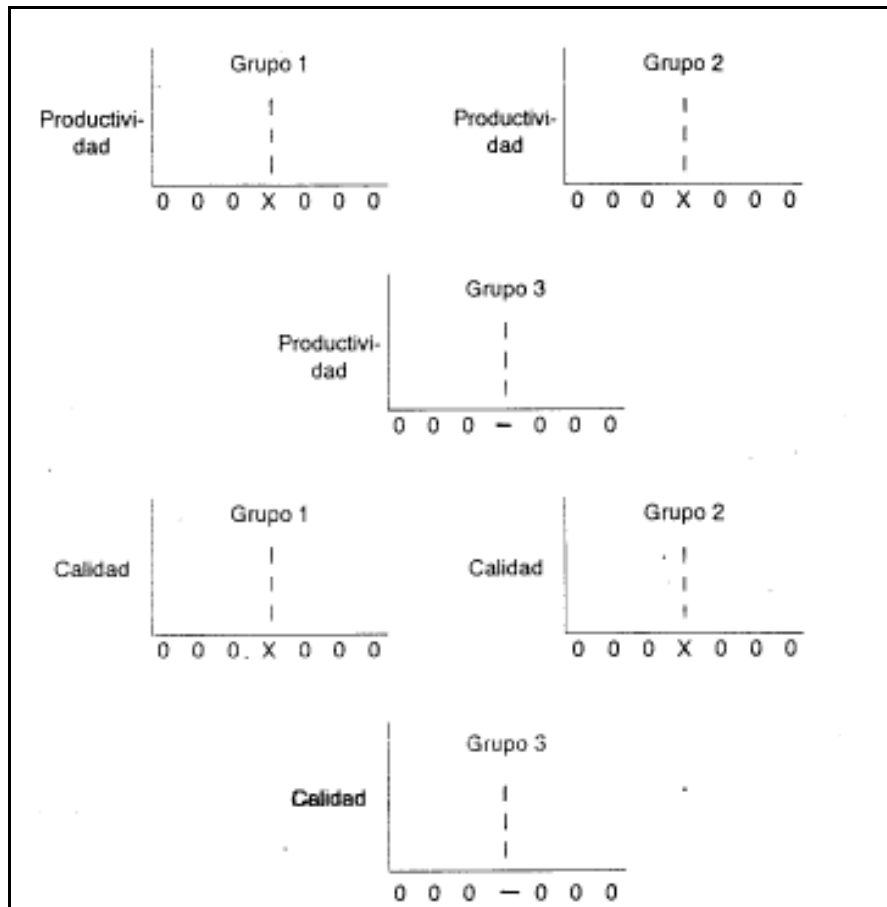 Grupo 1
Productivi-
dad
0 0 0 X 0 0 0
Grupo 2
Productivi-
dad
0 0 0 X 0 0 0
Grupo 3
Productivi-
dad
0 0 0 — 0 0 0
Grupo 1
Calidad
0 0 0. X 0 0 0
Grupo 2
Calidad
0 0 0 X 0 0 0
Grupo 3
Calidad
0 0 0 — 0 0 0